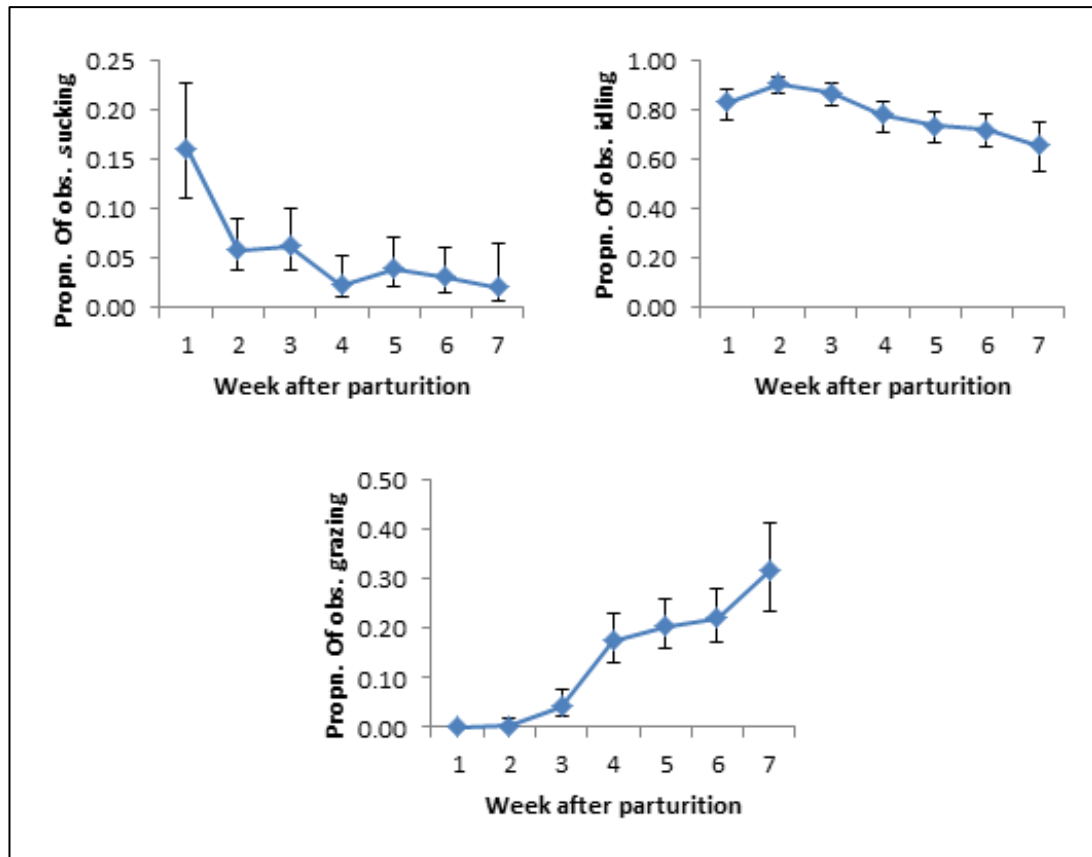 Propn. Of obs. sucking
0.25
0.20
0.15
0.10
0.05
0.00
1 2 3 4 5 6 7
Week after parturition
Propn. Of obs. idling
1.00
0.80
0.60
0.40
0.20
0.00
1 2 3 4 5 6 7
Week after parturition
Propn. Of obs. grazing
0.50
0.40
0.30
0.20
0.10
0.00
1 2 3 4 5 6 7
Week after parturition